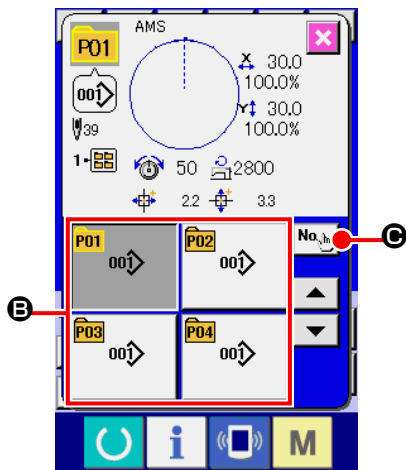 AMS
P01
X 30.0
100.0%
001
Y 30.0
100.0%
39
1-
50 2800
2.2 3.3
P01 P02 No.
001 001
E
B
P03 P04
001 001
i M